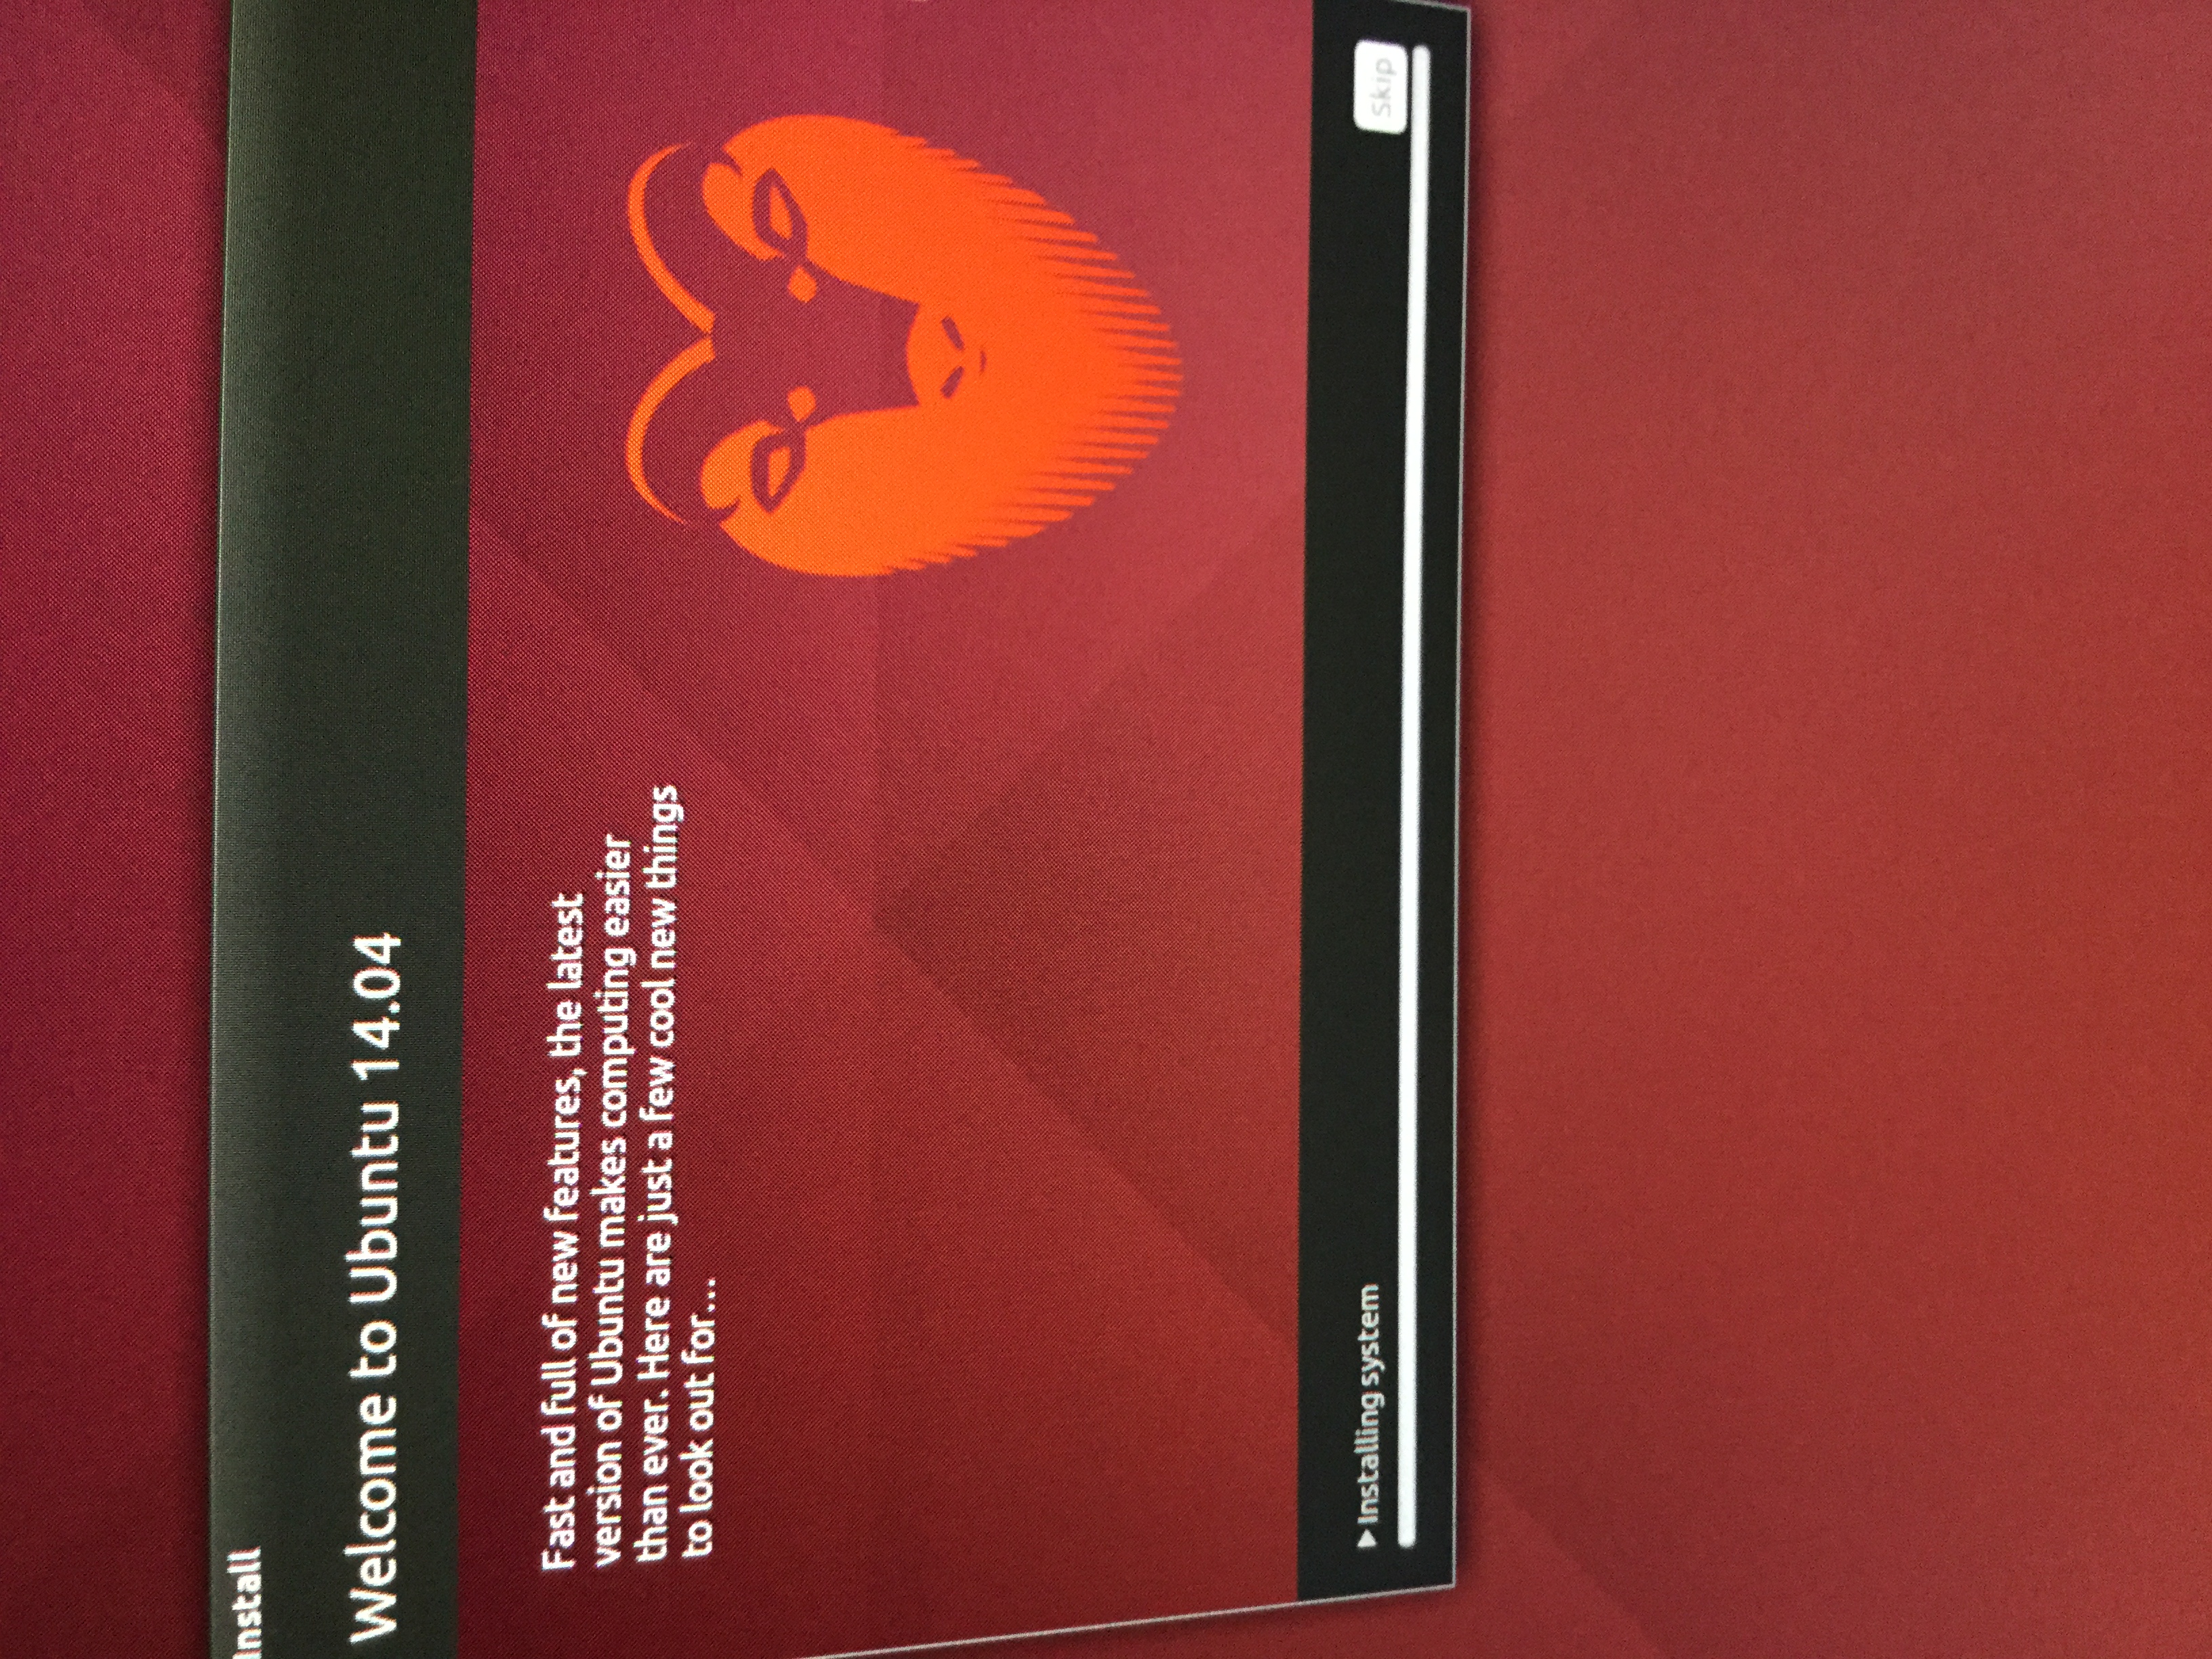 Install
Welcome to Ubuntu 14.04
Fast and full of new features, the latest
version of Ubuntu makes computing easier
than ever. Here are just a few cool new things
to look out for...
Installing system
Skip